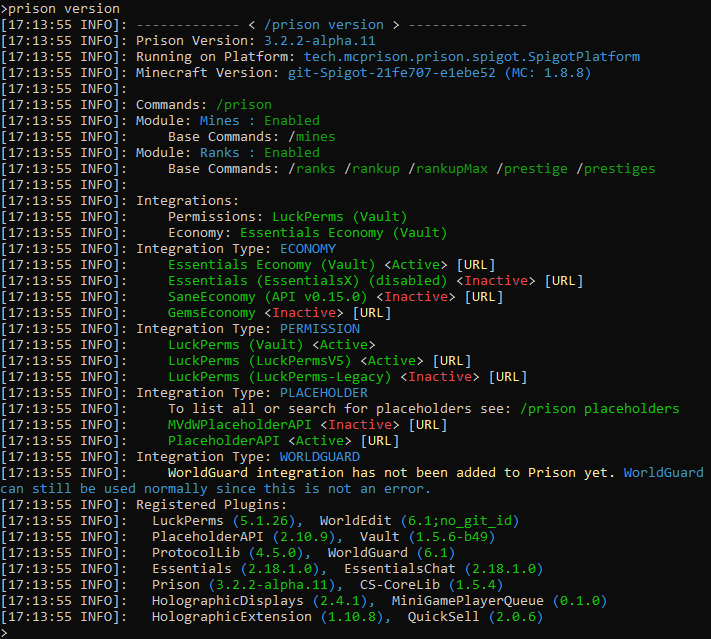 >prison version
[17:13:55 INFO]: ------------- < /prison version > ---------------
[17:13:55 INFO]: Prison Version: 3.2.2-alpha.11
[17:13:55 INFO]: Running on Platform: tech.mcprison.prison.spigot.SpigotPlatform
[17:13:55 INFO]: Minecraft Version: git-Spigot-21fe707-e1ebe52 (MC: 1.8.8)
[17:13:55 INFO]:
[17:13:55 INFO]: Commands: /prison
[17:13:55 INFO]: Module: Mines : Enabled
[17:13:55 INFO]:     Base Commands: /mines
[17:13:55 INFO]: Module: Ranks : Enabled
[17:13:55 INFO]:     Base Commands: /ranks /rankup /rankupMax /prestige /prestiges
[17:13:55 INFO]:
[17:13:55 INFO]: Integrations:
[17:13:55 INFO]:     Permissions: LuckPerms (Vault)
[17:13:55 INFO]:     Economy: Essentials Economy (Vault)
[17:13:55 INFO]: Integration Type: ECONOMY
[17:13:55 INFO]:     Essentials Economy (Vault) <Active> [URL]
[17:13:55 INFO]:     Essentials (EssentialsX) (disabled) <Inactive> [URL]
[17:13:55 INFO]:     SaneEconomy (API v0.15.0) <Inactive> [URL]
[17:13:55 INFO]:     GemsEconomy <Inactive> [URL]
[17:13:55 INFO]: Integration Type: PERMISSION
[17:13:55 INFO]:     LuckPerms (Vault) <Active>
[17:13:55 INFO]:     LuckPerms (LuckPermsV5) <Active> [URL]
[17:13:55 INFO]:     LuckPerms (LuckPerms-Legacy) <Inactive> [URL]
[17:13:55 INFO]: Integration Type: PLACEHOLDER
[17:13:55 INFO]:     To list all or search for placeholders see: /prison placeholders
[17:13:55 INFO]:     MVdWPlaceholderAPI <Inactive> [URL]
[17:13:55 INFO]:     PlaceholderAPI <Active> [URL]
[17:13:55 INFO]: Integration Type: WORLDGUARD
[17:13:55 INFO]:     WorldGuard integration has not been added to Prison yet. WorldGuard
can still be used normally since this is not an error.
[17:13:55 INFO]: Registered Plugins:
[17:13:55 INFO]:   LuckPerms (5.1.26),  WorldEdit (6.1;no_git_id)
[17:13:55 INFO]:   PlaceholderAPI (2.10.9),  Vault (1.5.6-b49)
[17:13:55 INFO]:   ProtocolLib (4.5.0),  WorldGuard (6.1)
[17:13:55 INFO]:   Essentials (2.18.1.0),  EssentialsChat (2.18.1.0)
[17:13:55 INFO]:   Prison (3.2.2-alpha.11),  CS-CoreLib (1.5.4)
[17:13:55 INFO]:   HolographicDisplays (2.4.1),  MiniGamePlayerQueue (0.1.0)
[17:13:55 INFO]:   HolographicExtension (1.10.8),  QuickSell (2.0.6)
>